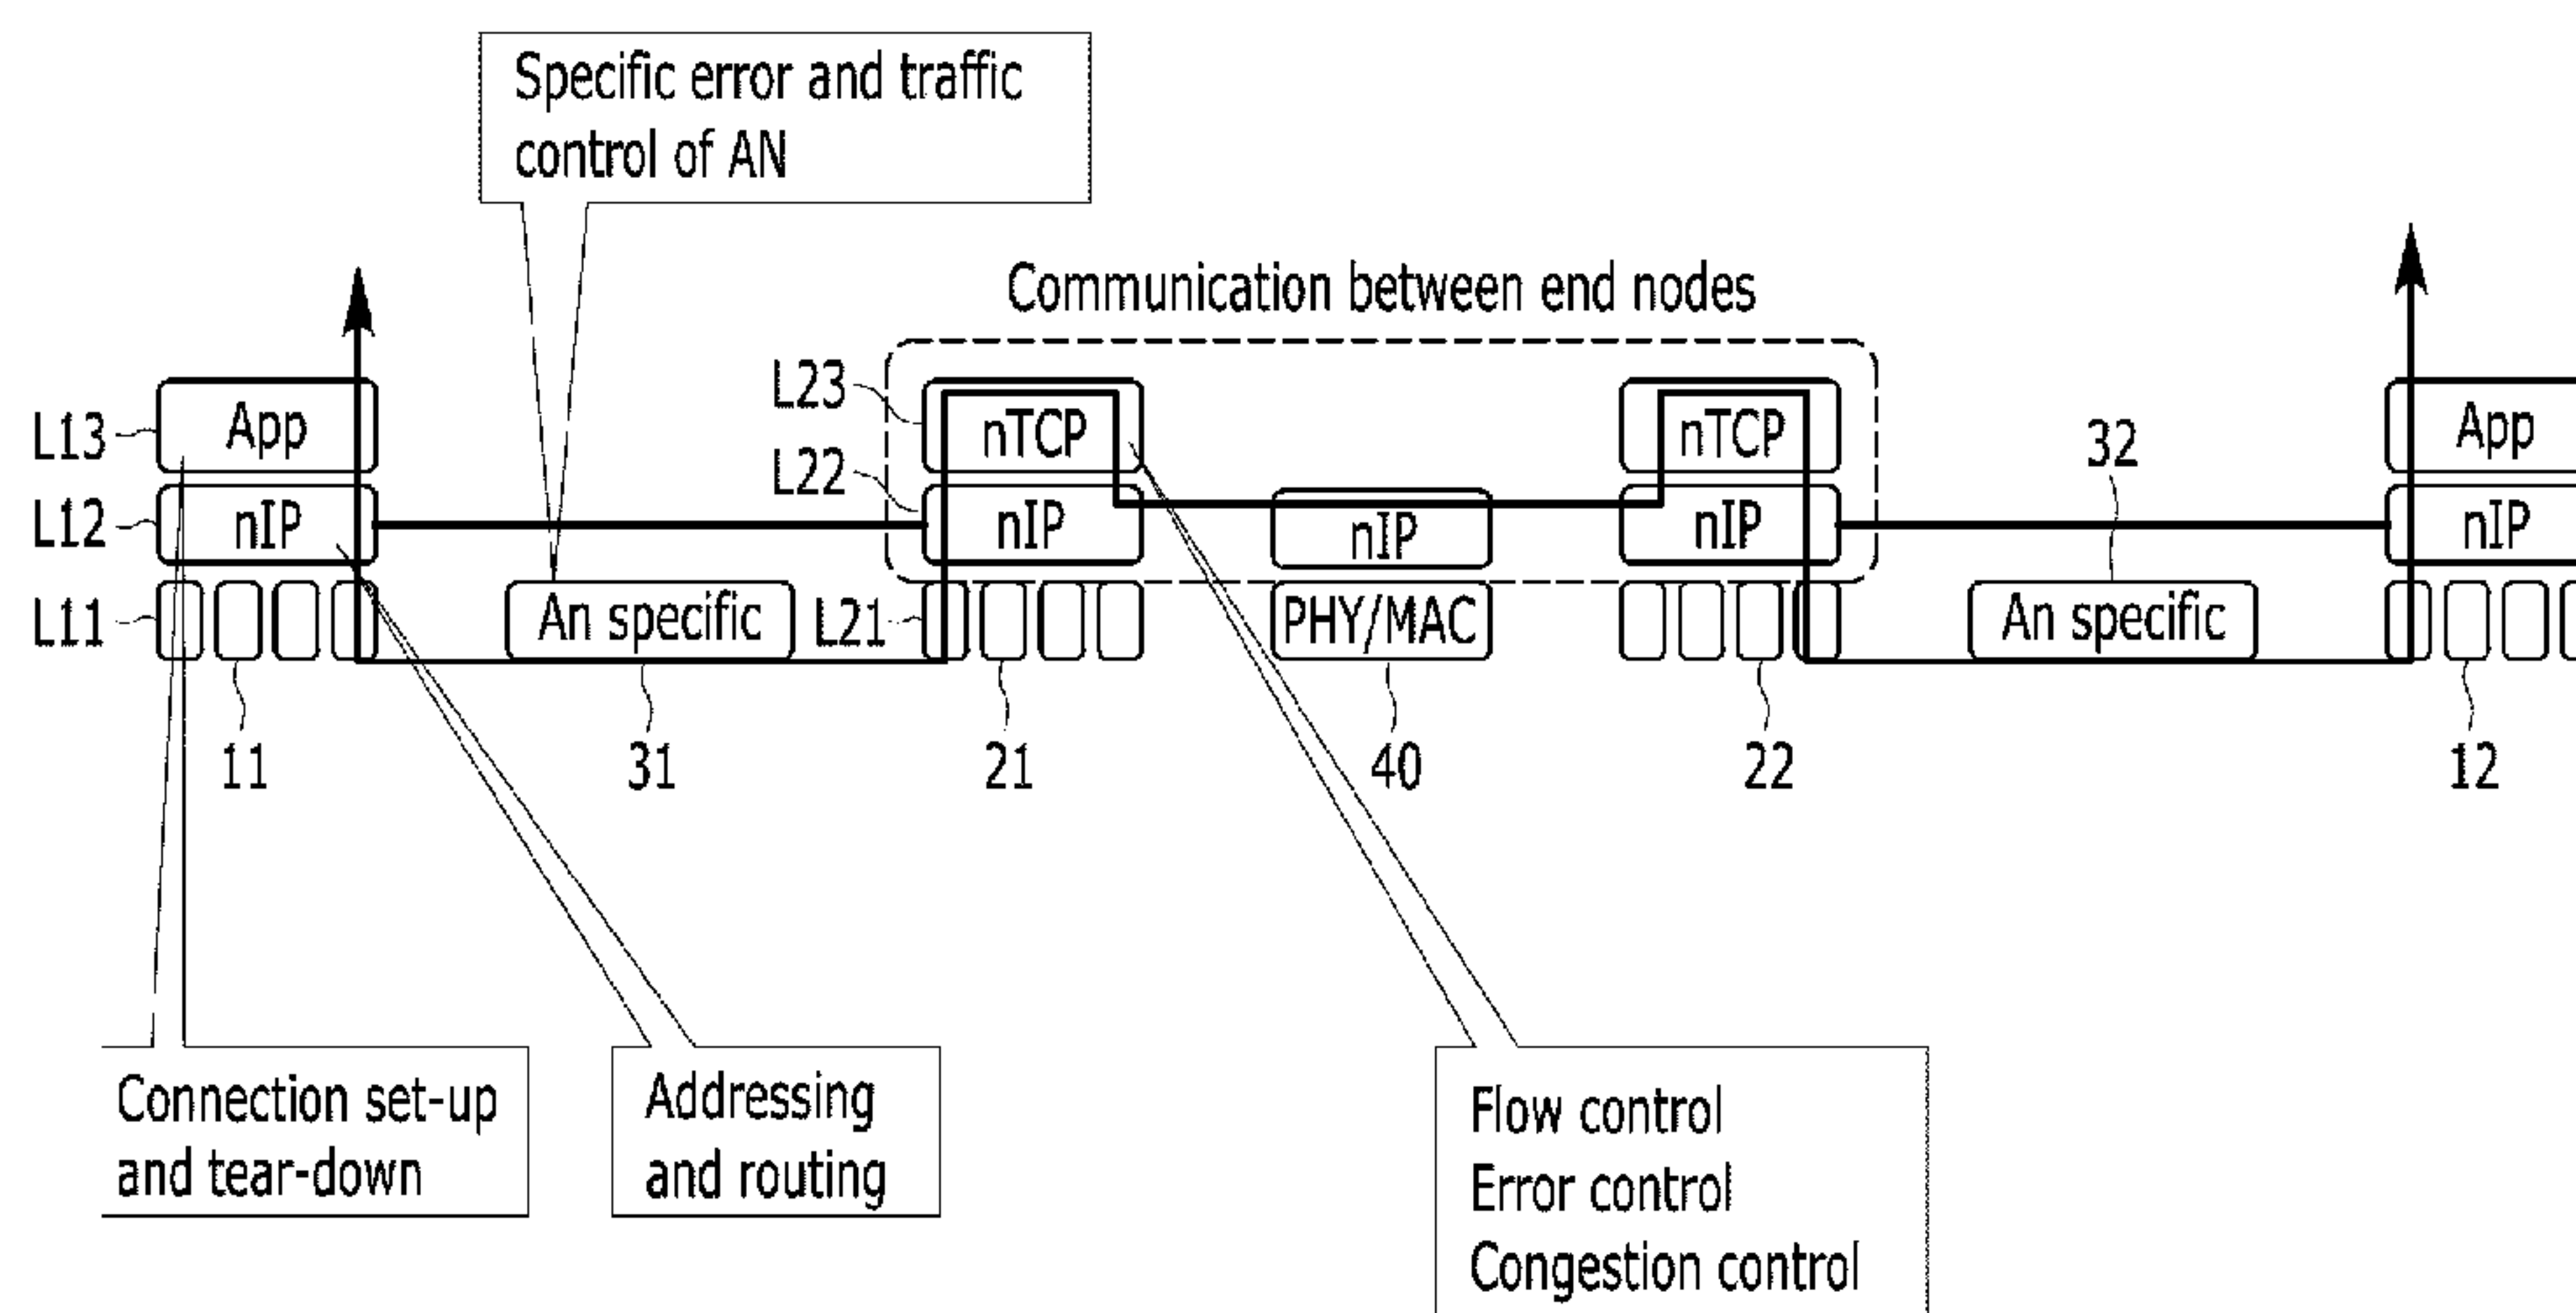 Specific error and traffic
control of AN
Communication between end nodes
L13
App
L23
nTCP
nTCP
32
App
L12
nIP
L22
nIP
nIP
nIP
nIP
L11
An specific
L21
PHY/MAC
An specific
11
31
21
40
22
12
Connection set-up
and tear-down
Addressing
and routing
Flow control
Error control
Congestion control